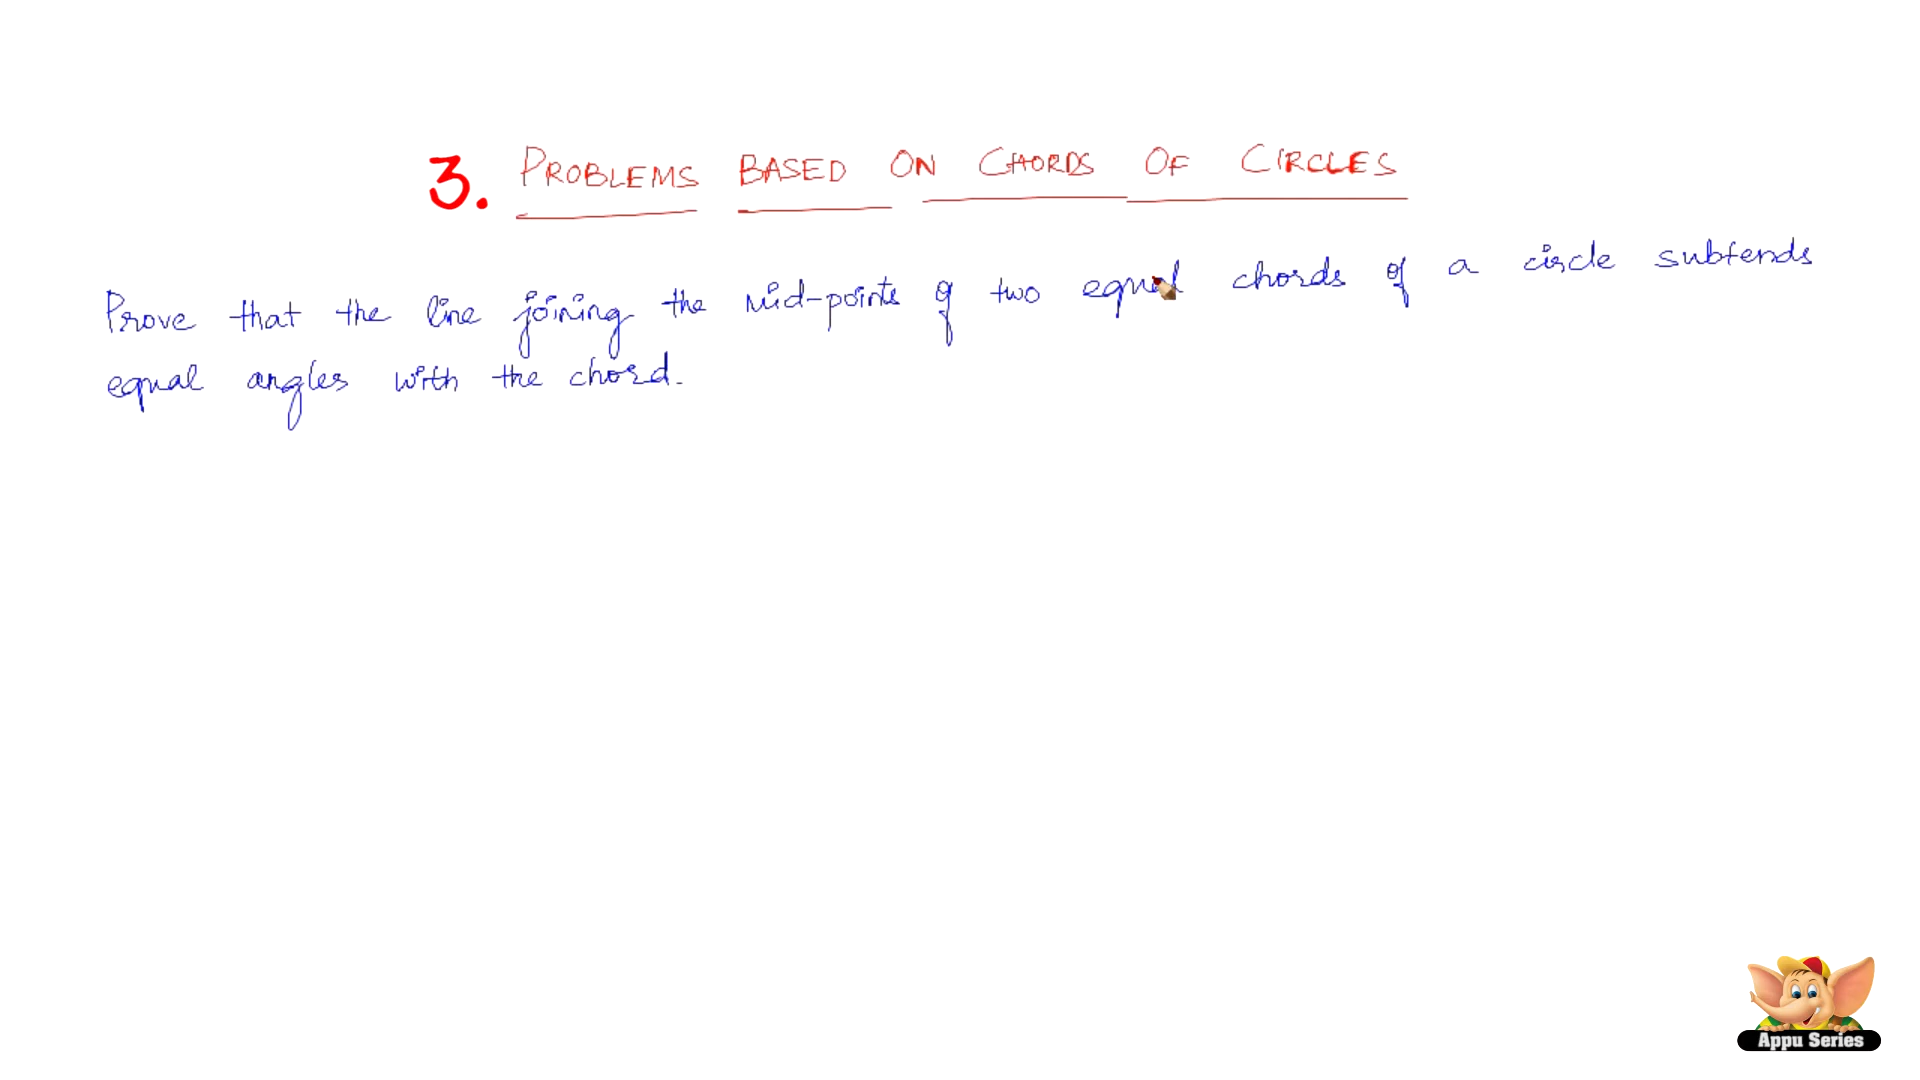 3. PROBLEMS BASED ON CHORDS OF CIRCLES
Prove that the line joining the mid-points of two equal chords of a circle subtends
equal angles with the chord.
Appu Series